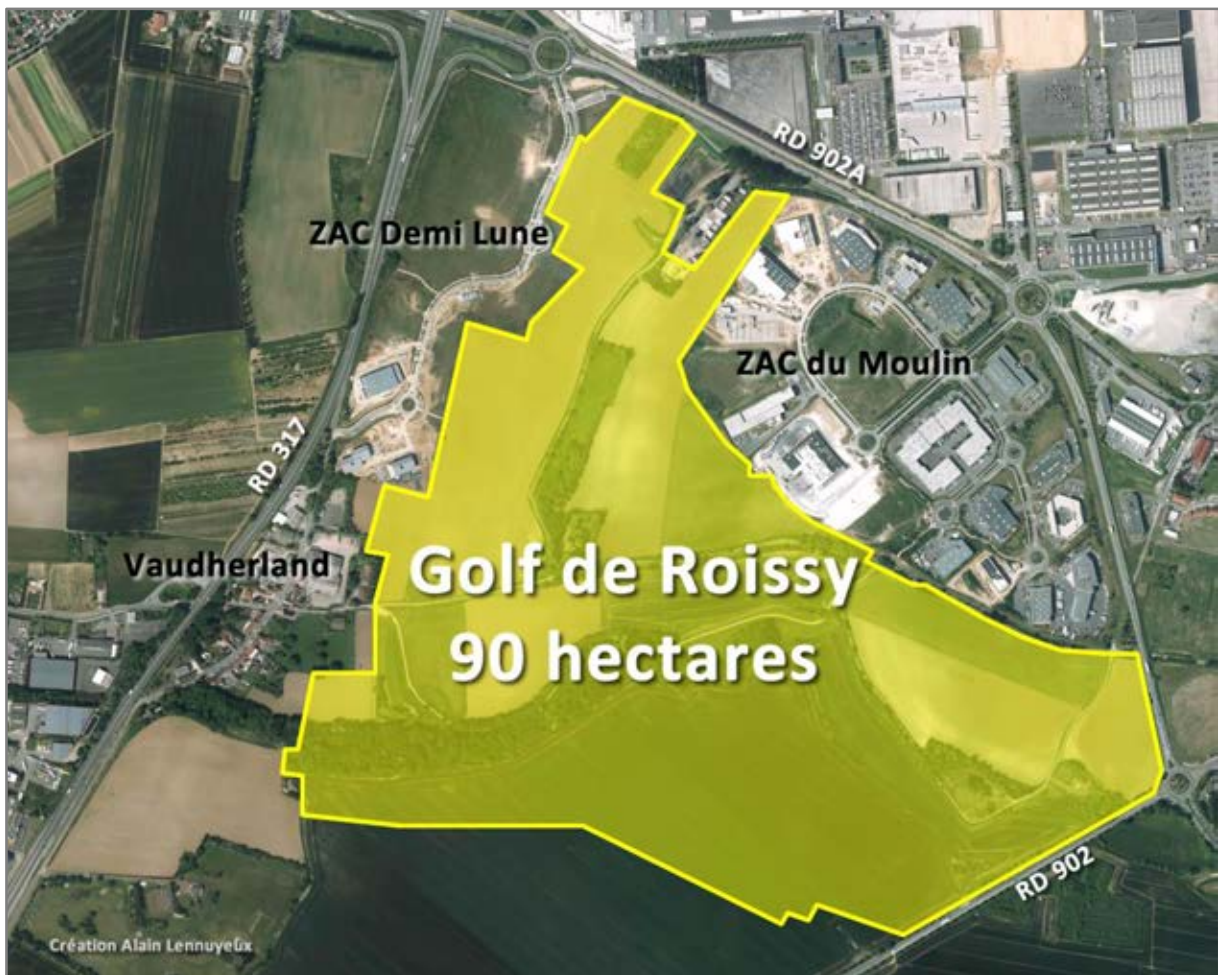 RD 902A
ZAC Demi Lune
ZAC du Moulin
RD 317
Vaudherland
Golf de Roissy
90 hectares
RD 902
Création Alain Lennuyeux